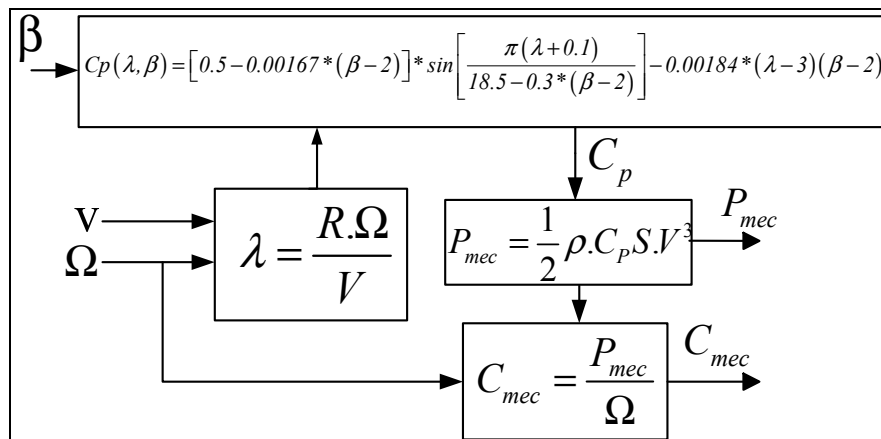 β
Cp(λ,β)=[0.5-0.00167*(β-2)]*sin[π(λ+0.1)/18.5-0.3*(β-2)]-0.00184*(λ-3)(β-2)
C_p
V
Ω
λ = R.Ω/V
P_mec = 1/2 ρ.C_P S.V^3
P_mec
C_mec = P_mec/Ω
C_mec